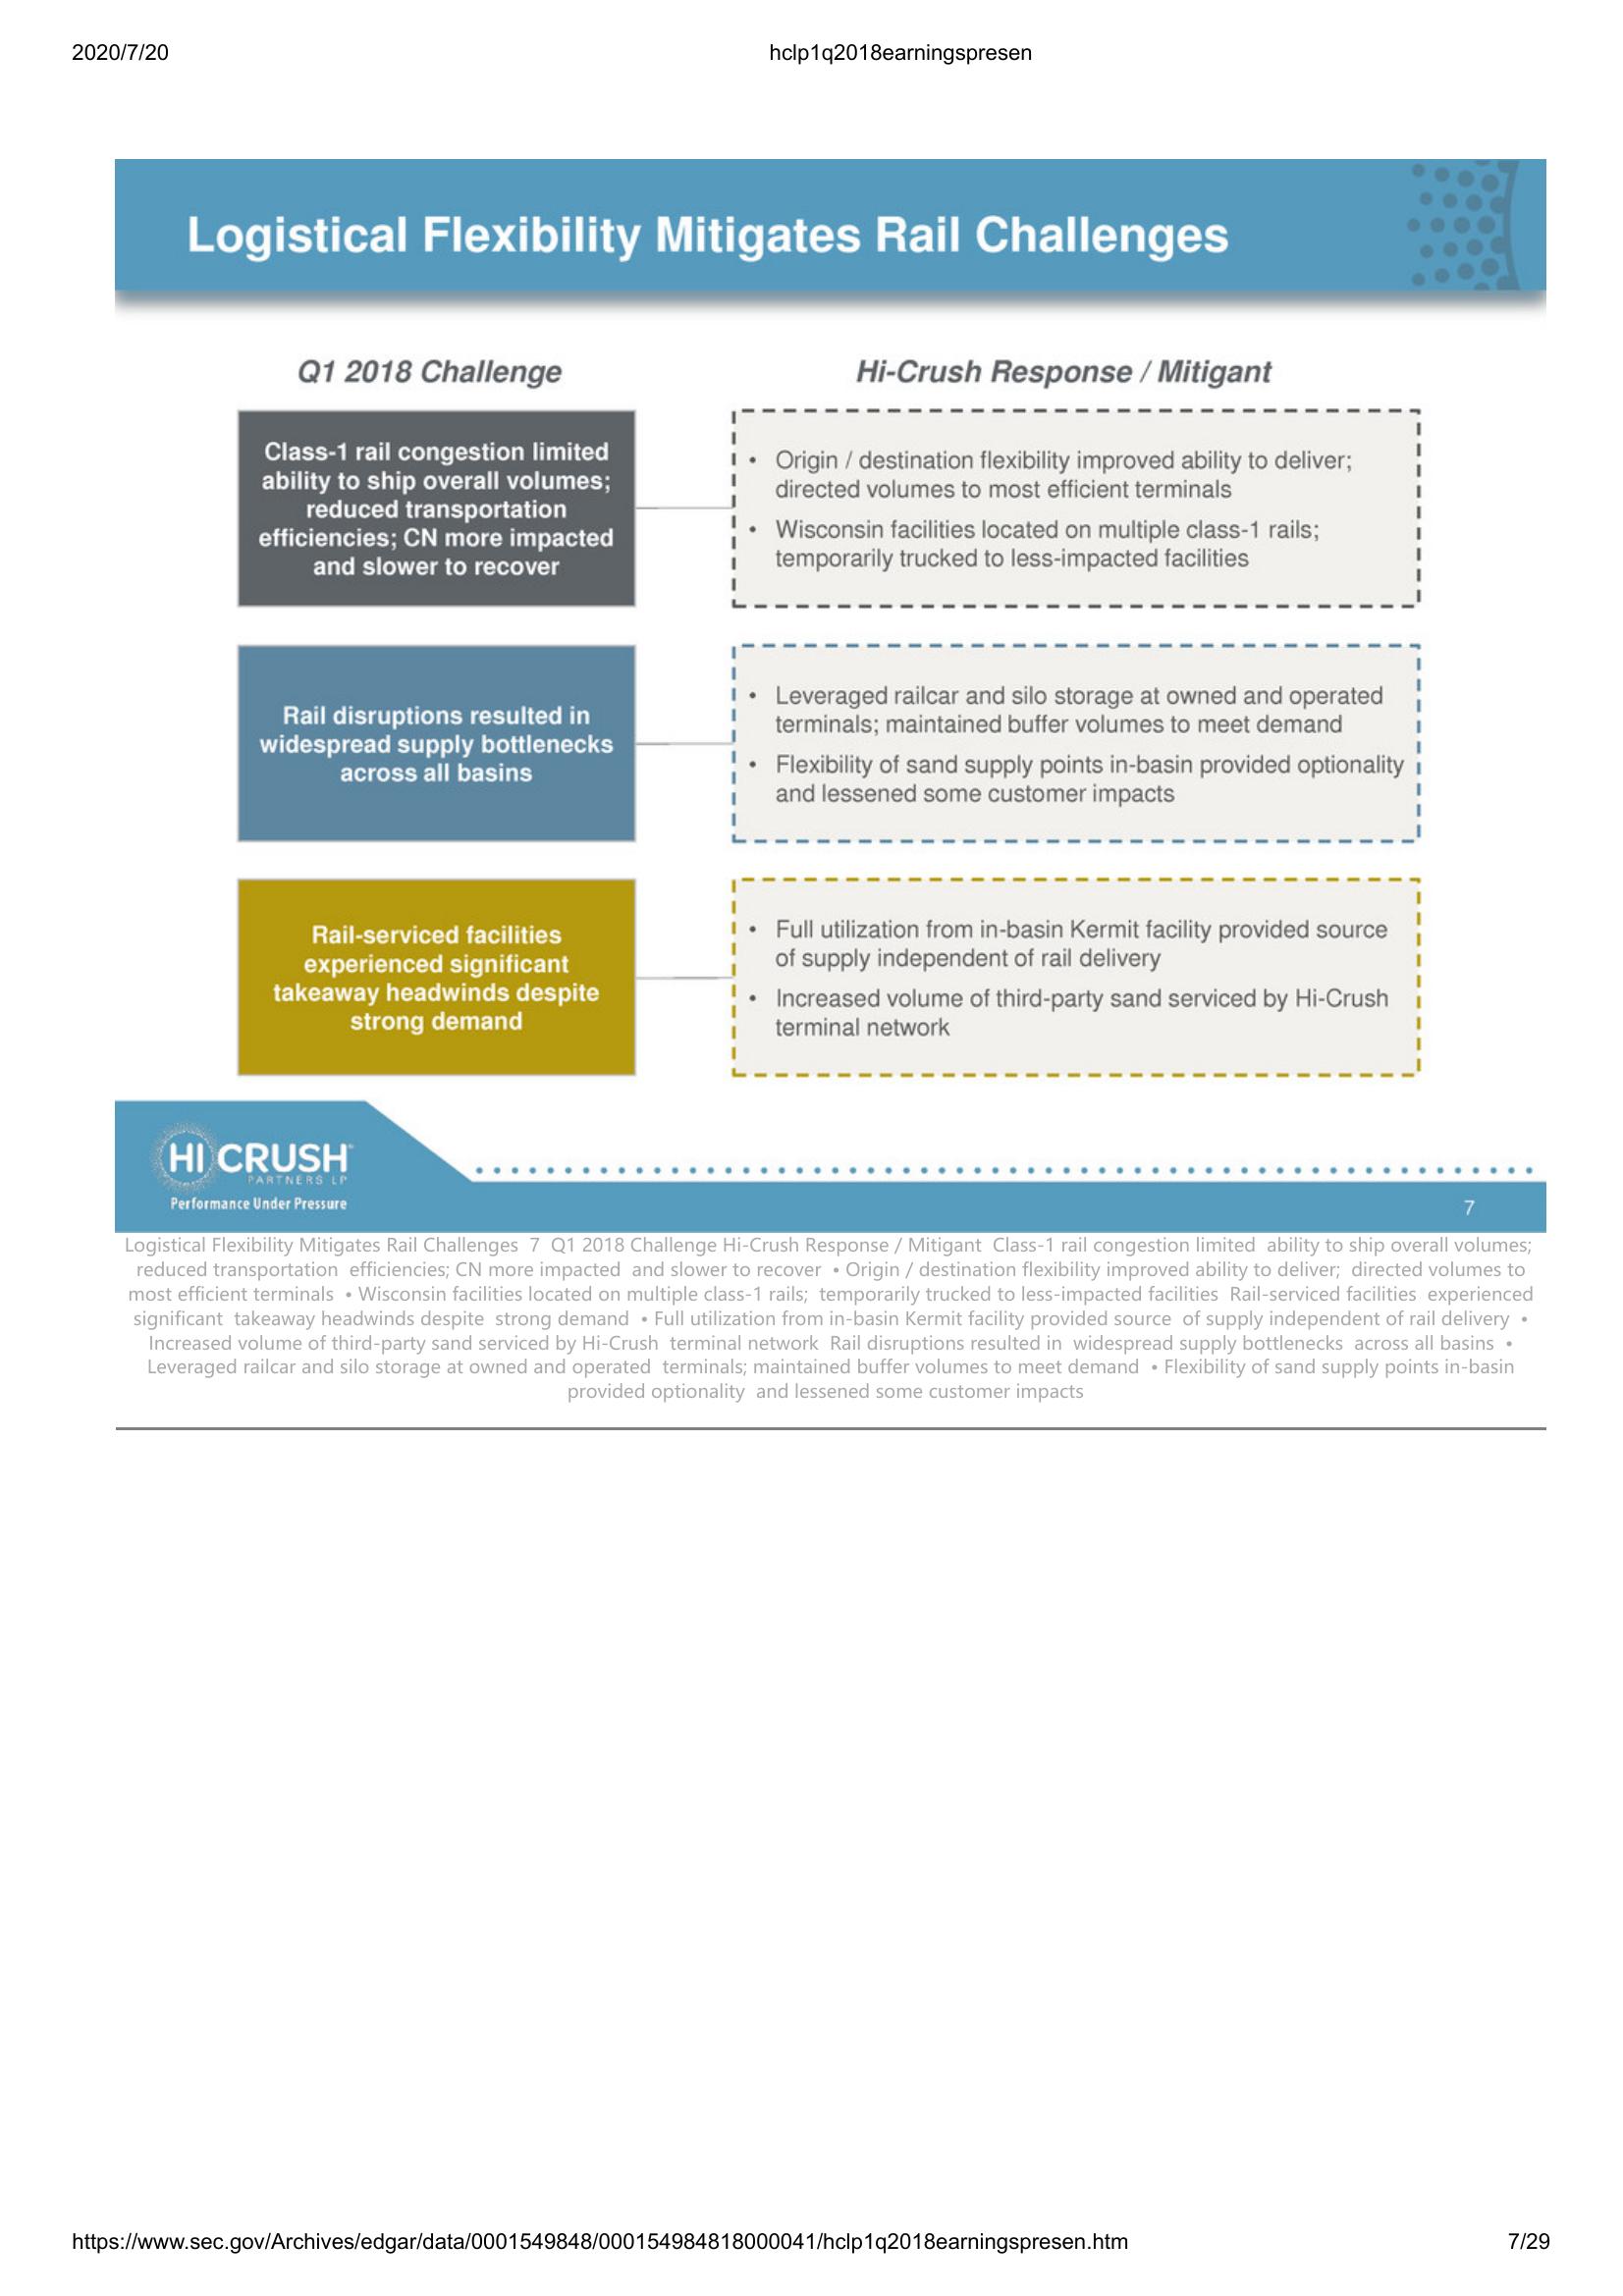 2020/7/20
hclp1q2018earningspresen
Logistical Flexibility Mitigates Rail Challenges
Q1 2018 Challenge
Hi-Crush Response / Mitigant
Class-1 rail congestion limited
ability to ship overall volumes;
reduced transportation
efficiencies; CN more impacted
and slower to recover
• Origin / destination flexibility improved ability to deliver;
directed volumes to most efficient terminals
• Wisconsin facilities located on multiple class-1 rails;
temporarily trucked to less-impacted facilities
Rail disruptions resulted in
widespread supply bottlenecks
across all basins
• Leveraged railcar and silo storage at owned and operated
terminals; maintained buffer volumes to meet demand
• Flexibility of sand supply points in-basin provided optionality
and lessened some customer impacts
Rail-serviced facilities
experienced significant
takeaway headwinds despite
strong demand
• Full utilization from in-basin Kermit facility provided source
of supply independent of rail delivery
• Increased volume of third-party sand serviced by Hi-Crush
terminal network
HI CRUSH
PARTNERS LP
Performance Under Pressure
7
Logistical Flexibility Mitigates Rail Challenges 7 Q1 2018 Challenge Hi-Crush Response / Mitigant Class-1 rail congestion limited ability to ship overall volumes;
reduced transportation efficiencies; CN more impacted and slower to recover • Origin / destination flexibility improved ability to deliver; directed volumes to
most efficient terminals • Wisconsin facilities located on multiple class-1 rails; temporarily trucked to less-impacted facilities Rail-serviced facilities experienced
significant takeaway headwinds despite strong demand • Full utilization from in-basin Kermit facility provided source of supply independent of rail delivery •
Increased volume of third-party sand serviced by Hi-Crush terminal network Rail disruptions resulted in widespread supply bottlenecks across all basins •
Leveraged railcar and silo storage at owned and operated terminals; maintained buffer volumes to meet demand • Flexibility of sand supply points in-basin
provided optionality and lessened some customer impacts
https://www.sec.gov/Archives/edgar/data/0001549848/000154984818000041/hclp1q2018earningspresen.htm
7/29